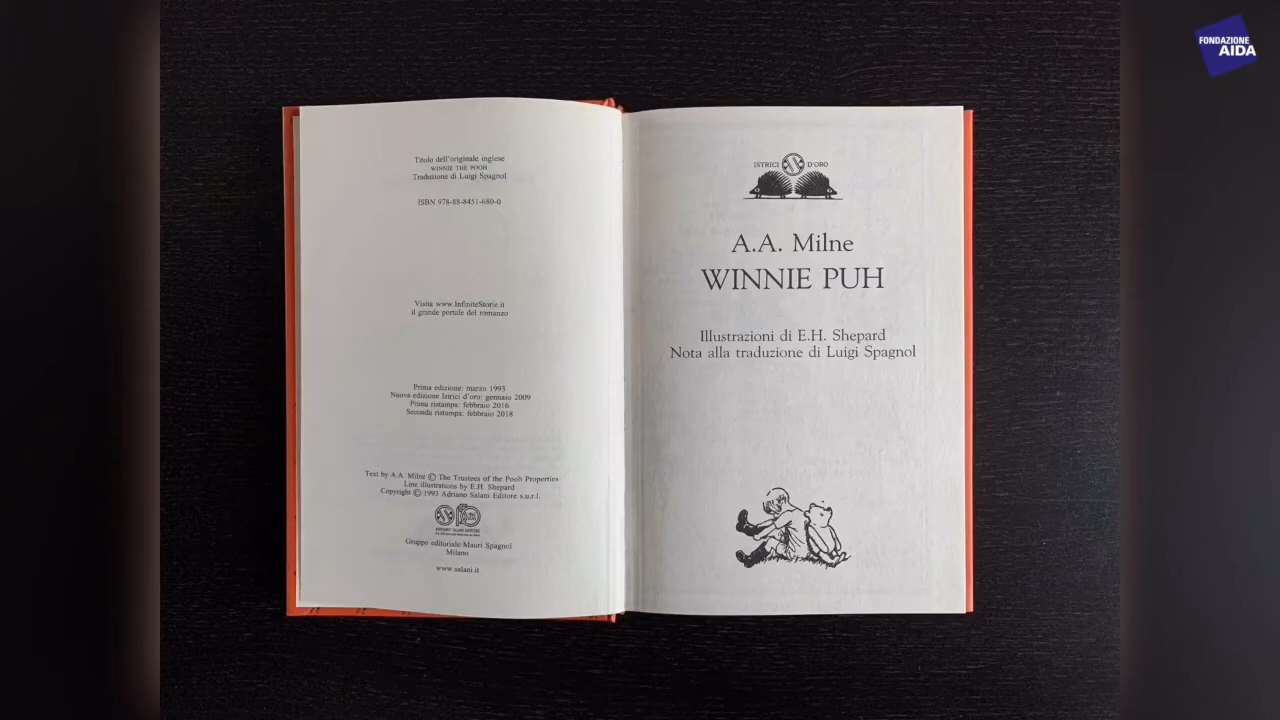 FONDAZIONE
AIDA
Titolo dell'originale inglese
WINNIE THE POOH
Traduzione di Luigi Spagnol
ISBN 978-88-8451-680-0
Visita www.InfiniteStorie.it
il grande portale del romanzo
Prima edizione: marzo 1993
Nuova edizione Istrici d'oro: gennaio 2009
Prima ristampa: febbraio 2016
Seconda ristampa: febbraio 2018
Text by A.A. Milne © The Trustees of the Pooh Properties
Line illustrations by E.H. Shepard
Copyright © 1993 Adriano Salani Editore s.u.r.l.
ADRIANO SALANI EDITORE
Gruppo editoriale Mauri Spagnol
Milano
www.salani.it
ISTRICI D'ORO
A.A. Milne
WINNIE PUH
Illustrazioni di E.H. Shepard
Nota alla traduzione di Luigi Spagnol